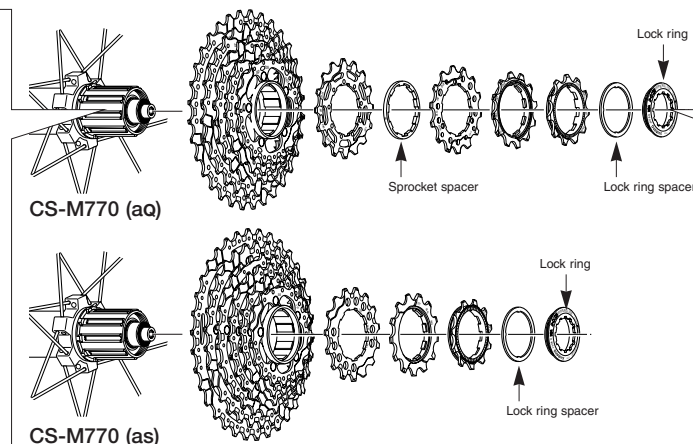 Lock ring
Sprocket spacer
Lock ring spacer
CS-M770 (aQ)
Lock ring
Lock ring spacer
CS-M770 (as)